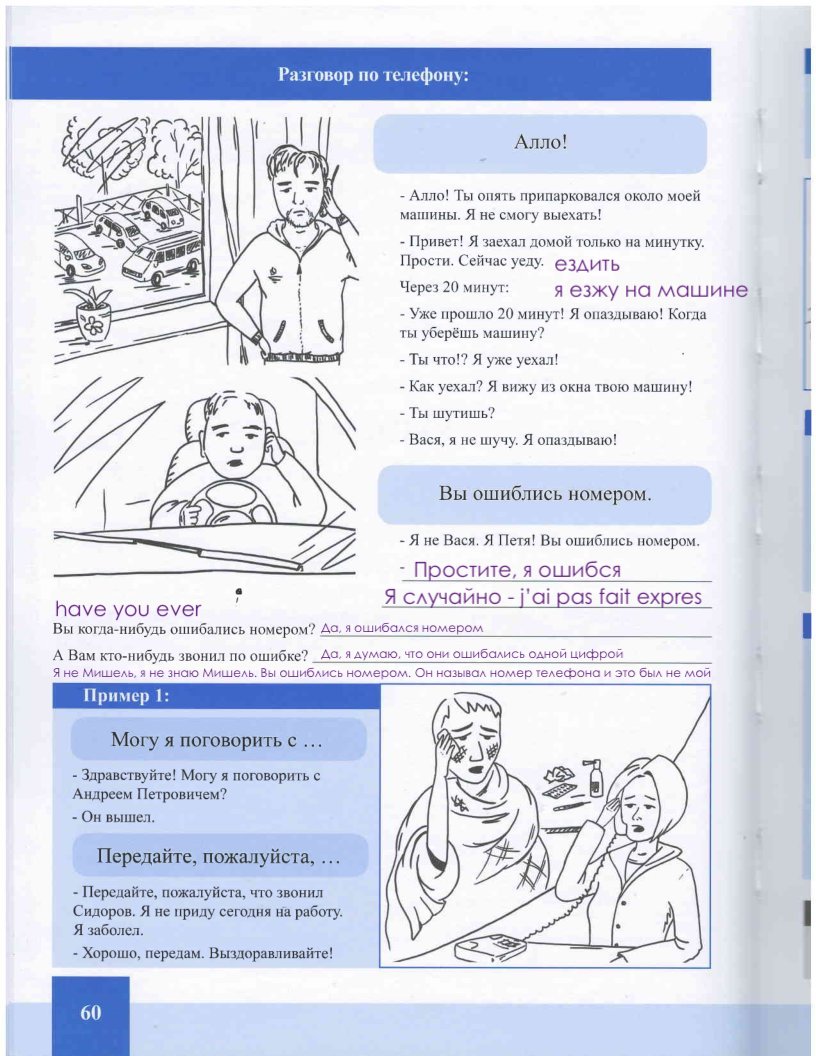 Разговор по телефону:
Алло!
- Алло! Ты опять припарковался около моей
машины. Я не смогу выехать!
- Привет! Я заехал домой только на минутку.
Прости. Сейчас уеду.
ездить
Через 20 минут:
я езжу на машине
- Уже прошло 20 минут! Я опаздываю! Когда
ты уберёшь машину?
- Ты что!? Я уже уехал!
- Как уехал? Я вижу из окна твою машину!
- Ты шутишь?
- Вася, я не шучу. Я опаздываю!
Вы ошиблись номером.
- Я не Вася. Я Петя! Вы ошиблись номером.
- Простите, я ошибся
Я случайно - j'ai pas fait expres
have you ever
Вы когда-нибудь ошибались номером? Да, я ошибался номером
А Вам кто-нибудь звонил по ошибке? Да, я думаю, что они ошибались одной цифрой
Я не Мишель, я не знаю Мишель. Вы ошиблись номером. Он называл номер телефона и это был не мой
Пример 1:
Могу я поговорить с ...
- Здравствуйте! Могу я поговорить с
Андреем Петровичем?
- Он вышел.
Передайте, пожалуйста, ...
- Передайте, пожалуйста, что звонил
Сидоров. Я не приду сегодня на работу.
Я заболел.
- Хорошо, передам. Выздоравливайте!
60